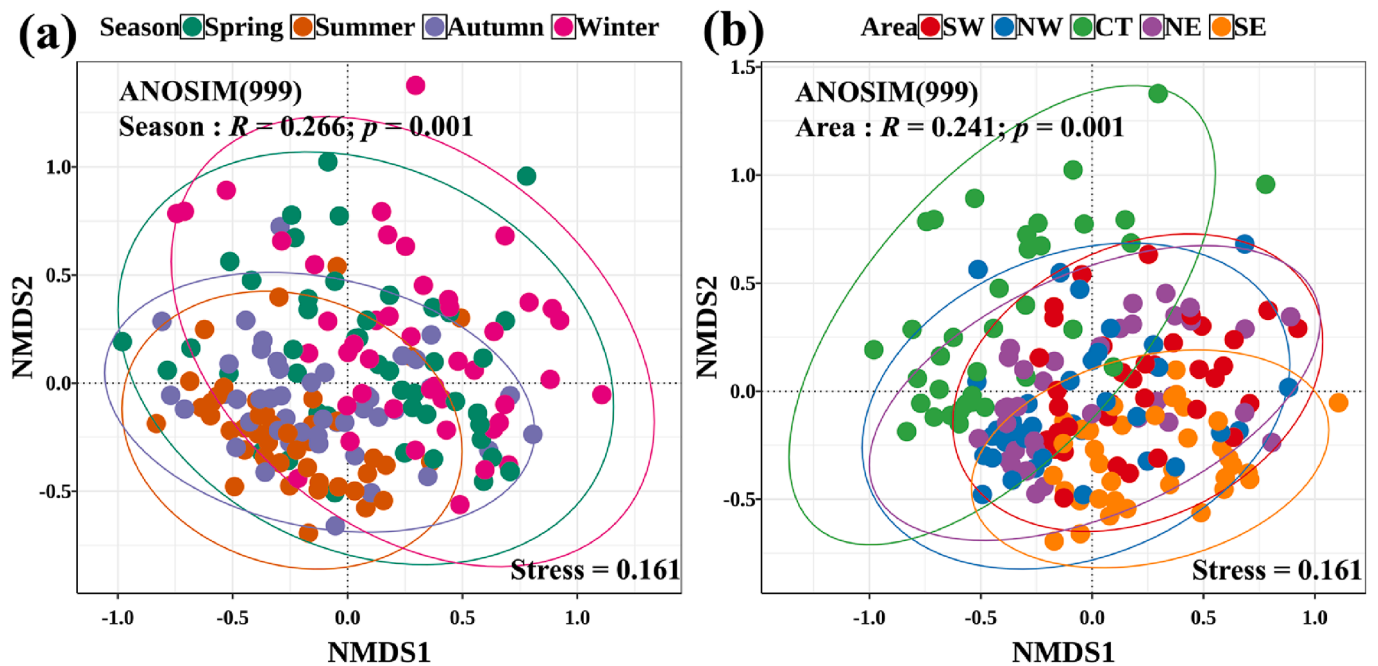 (a) Season Spring Summer Autumn Winter
ANOSIM(999)
Season : R = 0.266; p = 0.001
1.0
0.5
0.0
-0.5
NMDS2
Stress = 0.161
-1.0 -0.5 0.0 0.5 1.0
NMDS1
(b) Area SW NW CT NE SE
ANOSIM(999)
Area : R = 0.241; p = 0.001
1.5
1.0
0.5
0.0
-0.5
NMDS2
Stress = 0.161
-1.0 -0.5 0.0 0.5 1.0
NMDS1